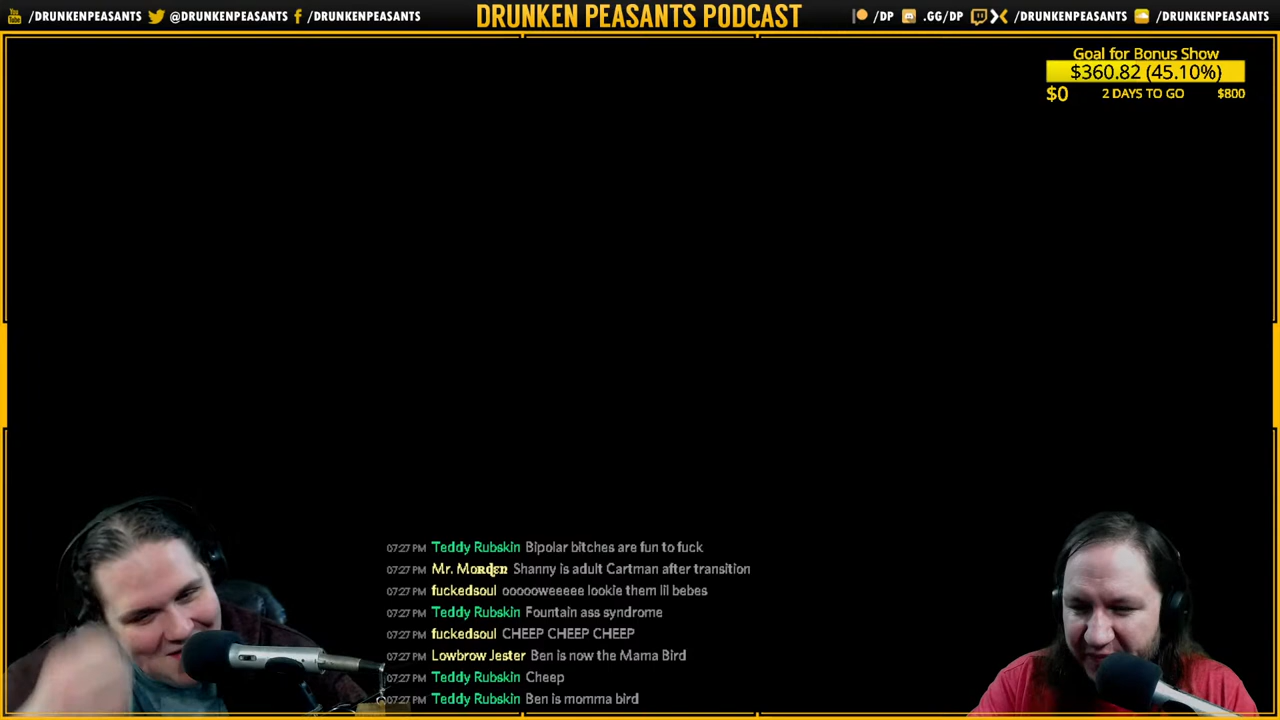 You Tube /DRUNKENPEASANTS @DRUNKENPEASANTS /DRUNKENPEASANTS DRUNKEN PEASANTS PODCAST /DP .GG/DP /DRUNKENPEASANTS /DRUNKENPEASANTS
Goal for Bonus Show
$360.82 (45.10%)
$0 2 DAYS TO GO $800
07:27 PM Teddy Rubskin Bipolar bitches are fun to fuck
07:27 PM Mr. Morden Shanny is adult Cartman after transition
07:27 PM fuckedsoul oooooweeeee lookie them lil bebes
07:27 PM Teddy Rubskin Fountain ass syndrome
07:27 PM fuckedsoul CHEEP CHEEP CHEEP
07:27 PM Lowbrow Jester Ben is now the Mama Bird
07:27 PM Teddy Rubskin Cheep
07:27 PM Teddy Rubskin Ben is momma bird